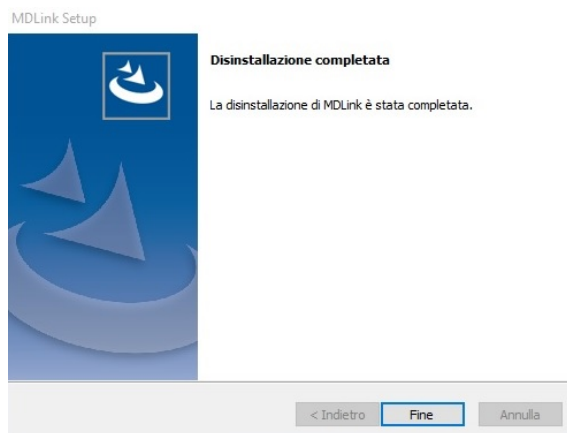 MDLink Setup
Disinstallazione completata
La disinstallazione di MDLink è stata completata.
< Indietro
Fine
Annulla